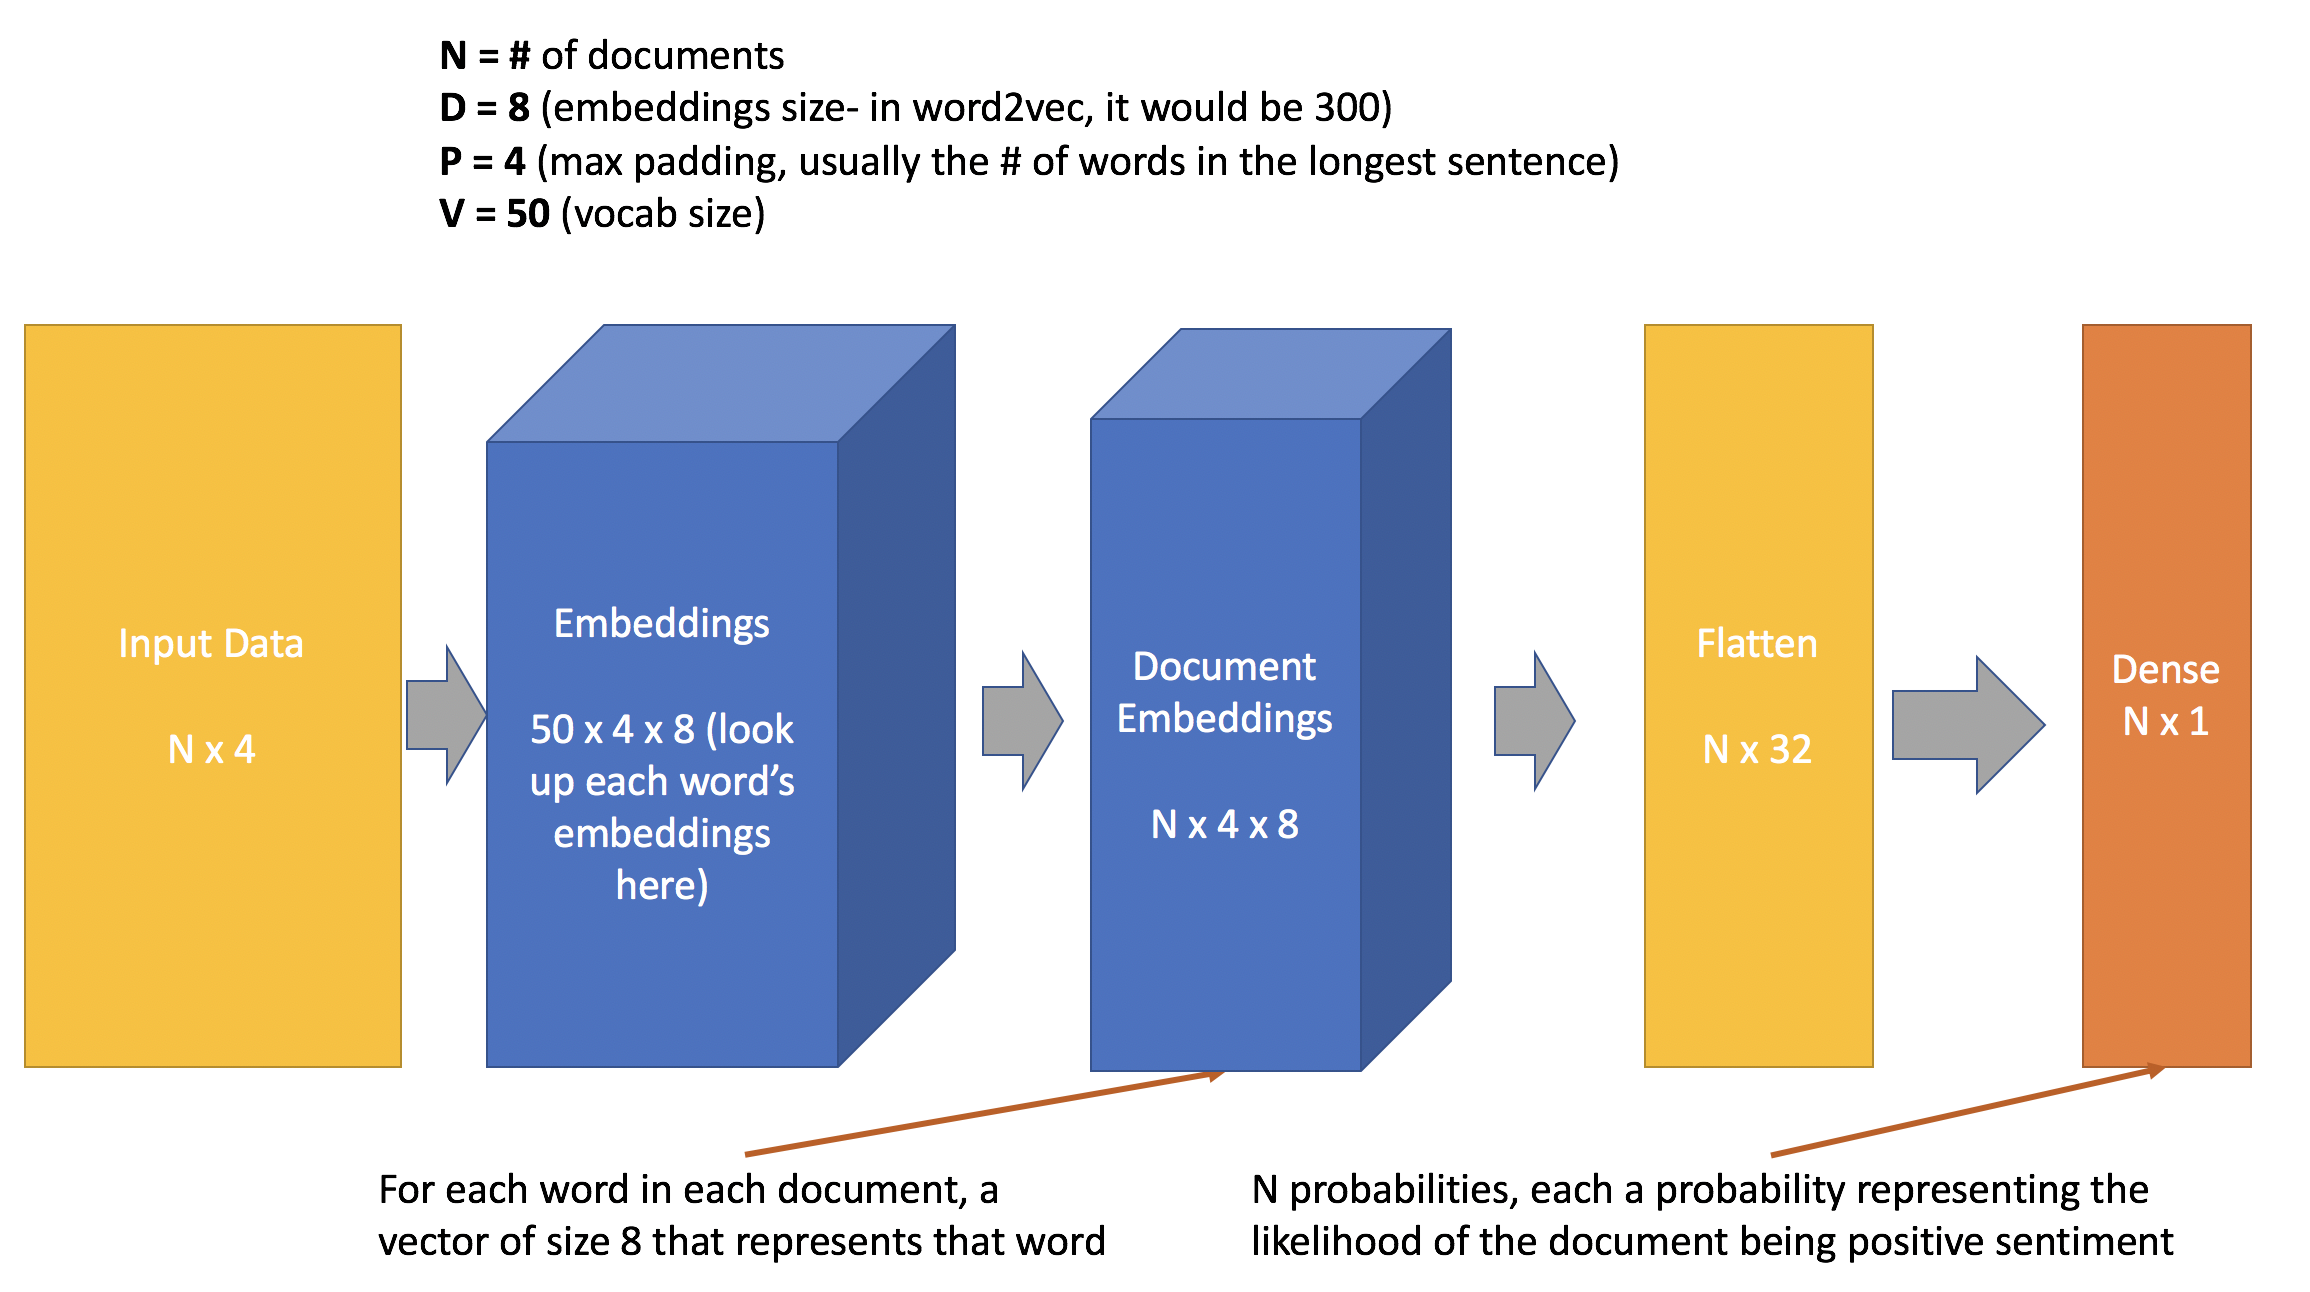 N = # of documents
D = 8 (embeddings size- in word2vec, it would be 300)
P = 4 (max padding, usually the # of words in the longest sentence)
V = 50 (vocab size)
Input Data
N x 4
Embeddings
50 x 4 x 8 (look
up each word’s
embeddings
here)
Document
Embeddings
N x 4 x 8
Flatten
N x 32
Dense
N x 1
For each word in each document, a
vector of size 8 that represents that word
N probabilities, each a probability representing the
likelihood of the document being positive sentiment